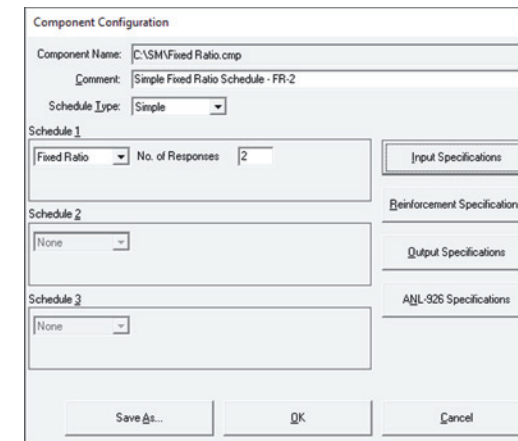 Component Configuration
Component Name: C:\SM\Fixed Ratio.cmp
Comment: Simple Fixed Ratio Schedule - FR-2
Schedule Type: Simple
Schedule 1
Fixed Ratio No. of Responses 2
Input Specifications
Reinforcement Specification
Schedule 2
None
Output Specifications
ANL-926 Specifications
Schedule 3
None
Save As... OK Cancel